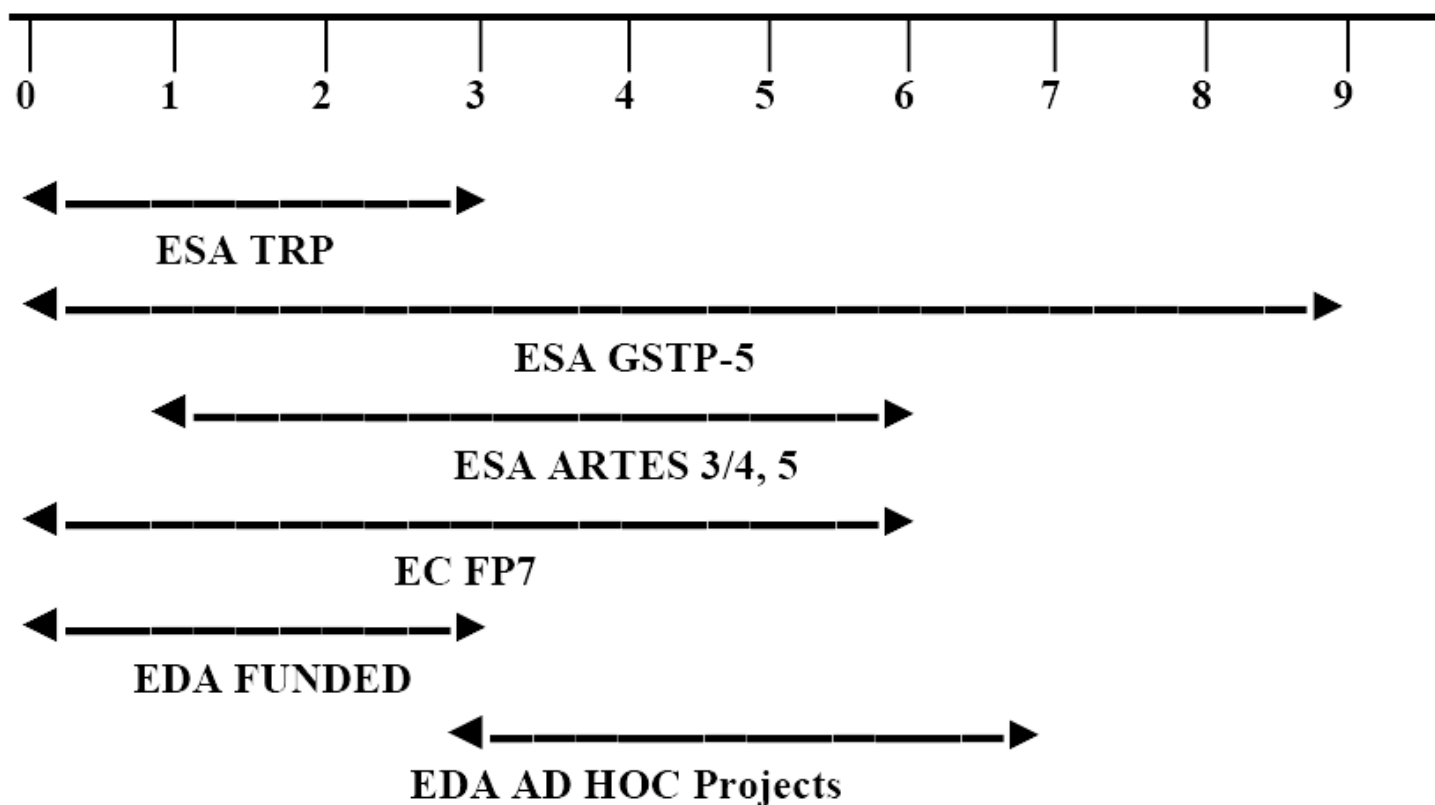 0 1 2 3 4 5 6 7 8 9
ESA TRP
ESA GSTP-5
ESA ARTES 3/4, 5
EC FP7
EDA FUNDED
EDA AD HOC Projects